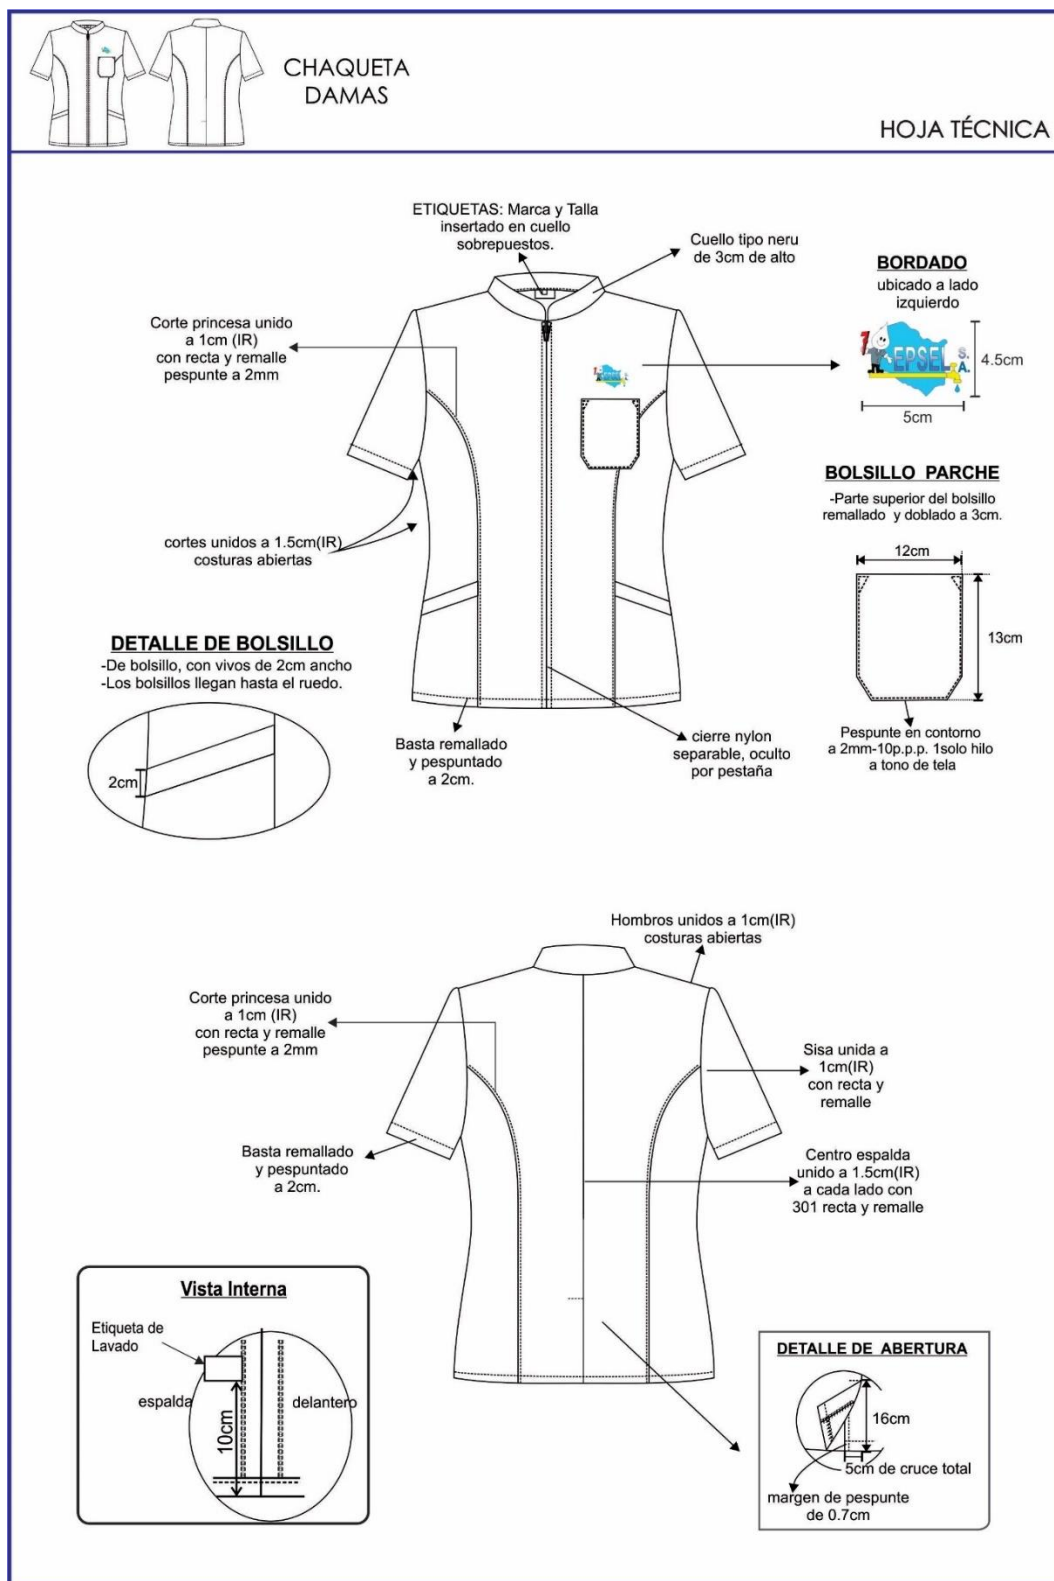 CHAQUETA
DAMAS
HOJA TÉCNICA
ETIQUETAS: Marca y Talla
insertado en cuello
sobrepuestos.
Cuello tipo neru
de 3cm de alto
BORDADO
ubicado a lado
izquierdo
EPSEL S.
A.
4.5cm
5cm
Corte princesa unido
a 1cm (IR)
con recta y remalle
pespunte a 2mm
EPSEL
BOLSILLO PARCHE
-Parte superior del bolsillo
remallado y doblado a 3cm.
12cm
13cm
Pespunte en contorno
a 2mm-10p.p.p. 1solo hilo
a tono de tela
cortes unidos a 1.5cm(IR)
costuras abiertas
DETALLE DE BOLSILLO
-De bolsillo, con vivos de 2cm ancho
-Los bolsillos llegan hasta el ruedo.
2cm
Basta remallado
y pespuntado
a 2cm.
cierre nylon
separable, oculto
por pestaña
Hombros unidos a 1cm(IR)
costuras abiertas
Corte princesa unido
a 1cm (IR)
con recta y remalle
pespunte a 2mm
Sisa unida a
1cm(IR)
con recta y
remalle
Basta remallado
y pespuntado
a 2cm.
Centro espalda
unido a 1.5cm(IR)
a cada lado con
301 recta y remalle
Vista Interna
Etiqueta de
Lavado
espalda
delantero
10cm
DETALLE DE ABERTURA
16cm
5cm de cruce total
margen de pespunte
de 0.7cm